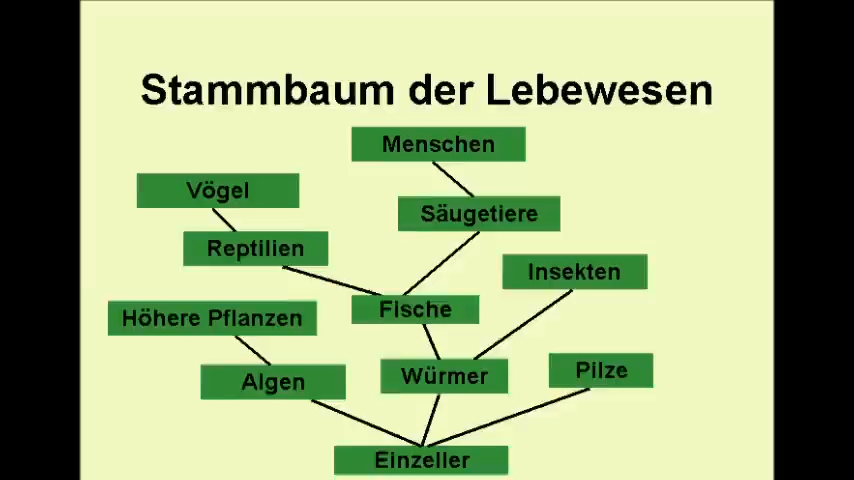 Stammbaum der Lebewesen
Menschen
Vögel
Säugetiere
Reptilien
Insekten
Fische
Höhere Pflanzen
Pilze
Würmer
Algen
Einzeller